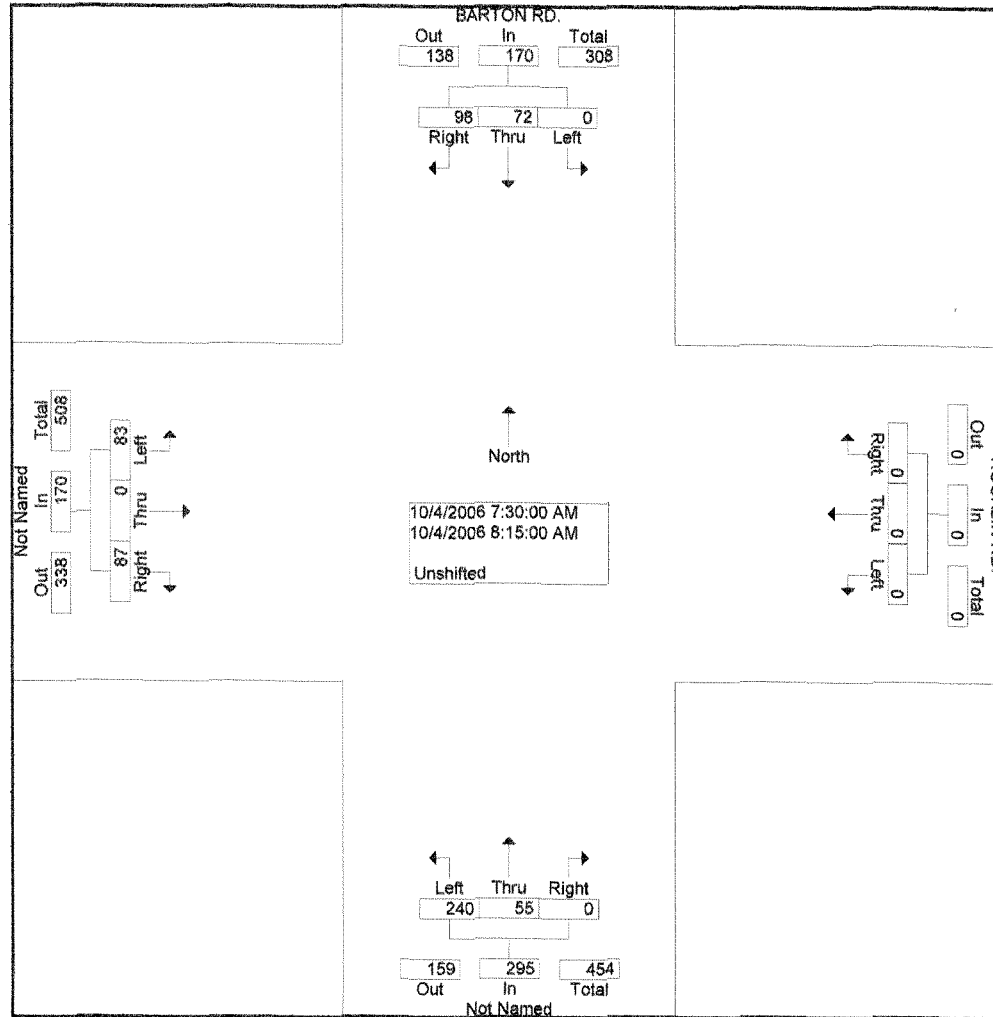 BARTON RD.
Out In Total
138 170 308
98 72 0
Right Thru Left
Not Named
Out In Total
338 170 508
87 0 83
Right Thru Left
North
10/4/2006 7:30:00 AM
10/4/2006 8:15:00 AM
Unshifted
Out In Total
0 0 0
Right Thru Left
0 0 0
Left Thru Right
240 55 0
159 295 454
Out In Total
Not Named